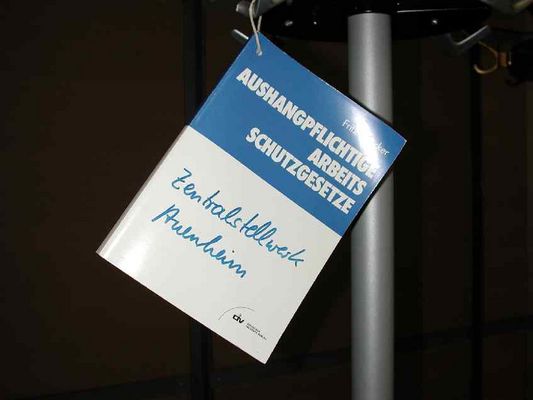 AUSHANGPFLICHTIGE
ARBEITS
SCHUTZGESETZE
Zentralstellwerk
Auenheim